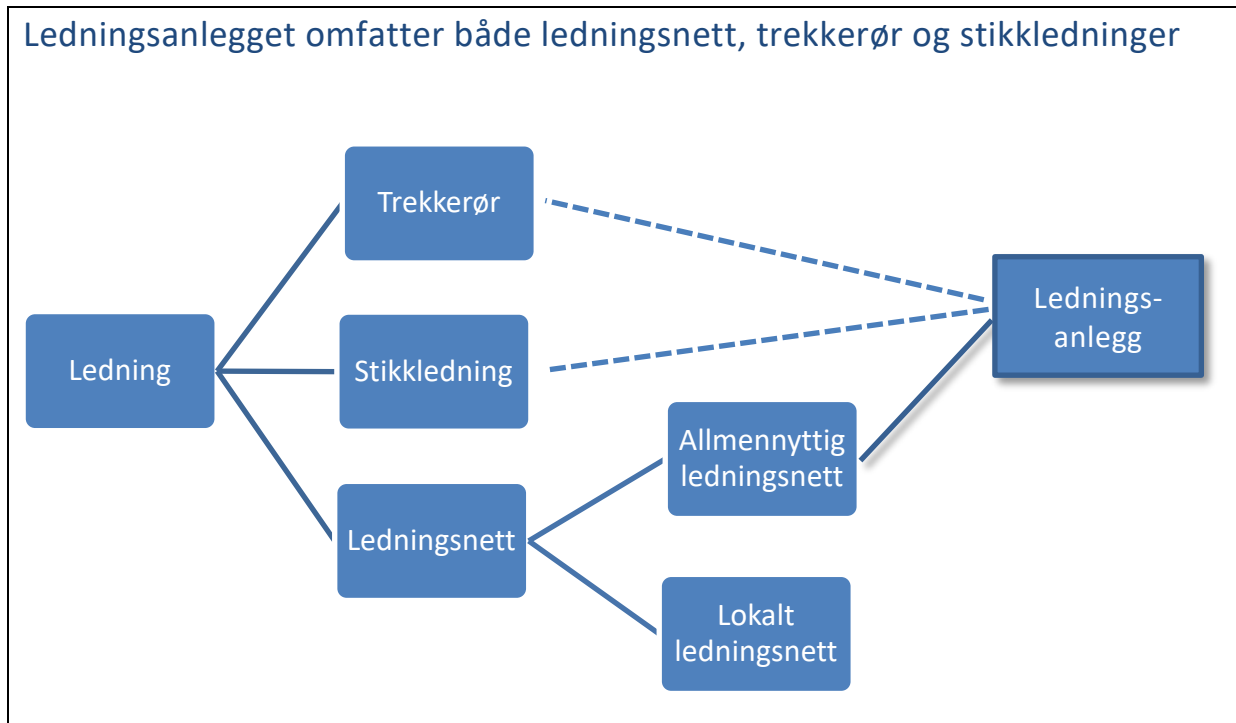 Ledningsanlegget omfatter både ledningsnett, trekkerør og stikkledninger
Trekkerør
Lednings-
anlegg
Ledning
Stikkledning
Allmennyttig
ledningsnett
Ledningsnett
Lokalt
ledningsnett